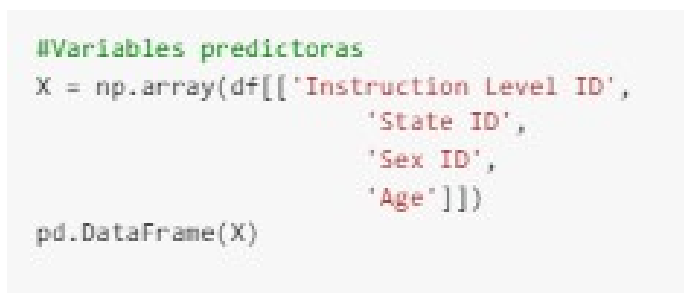 #Variables predictoras
X = np.array(df[['Instruction Level ID',
'State ID',
'Sex ID',
'Age']])
pd.DataFrame(X)